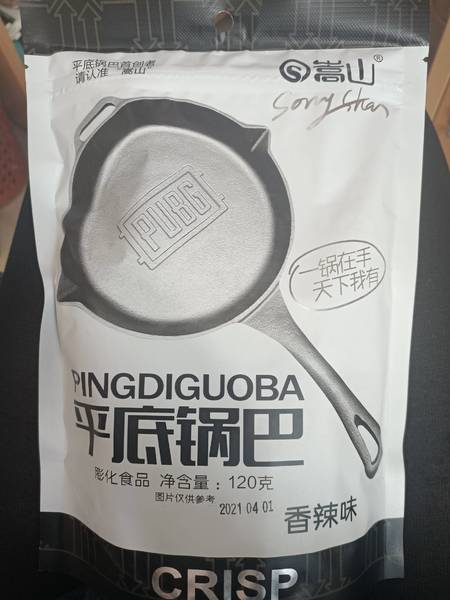 平底锅巴首创者
嵩山®
请认准 "嵩山"
Song Shan
PUBG
一锅在手
天下我有
PINGDIGUOBA
平底锅巴
膨化食品 净含量：120克
图片仅供参考
2021 04 01
香辣味
CRISP